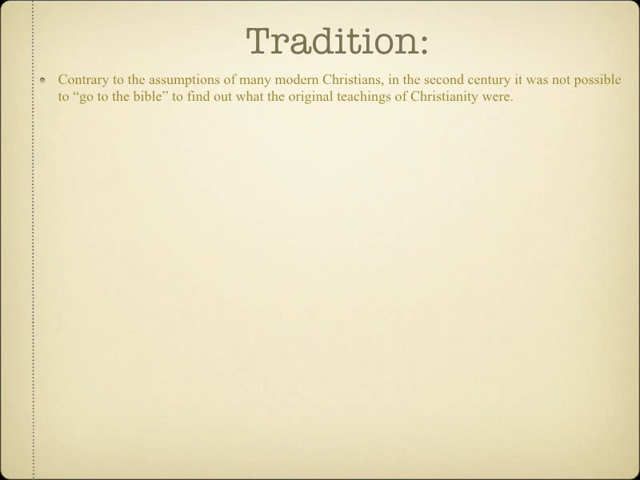 Tradition:
Contrary to the assumptions of many modern Christians, in the second century it was not possible
to “go to the bible” to find out what the original teachings of Christianity were.